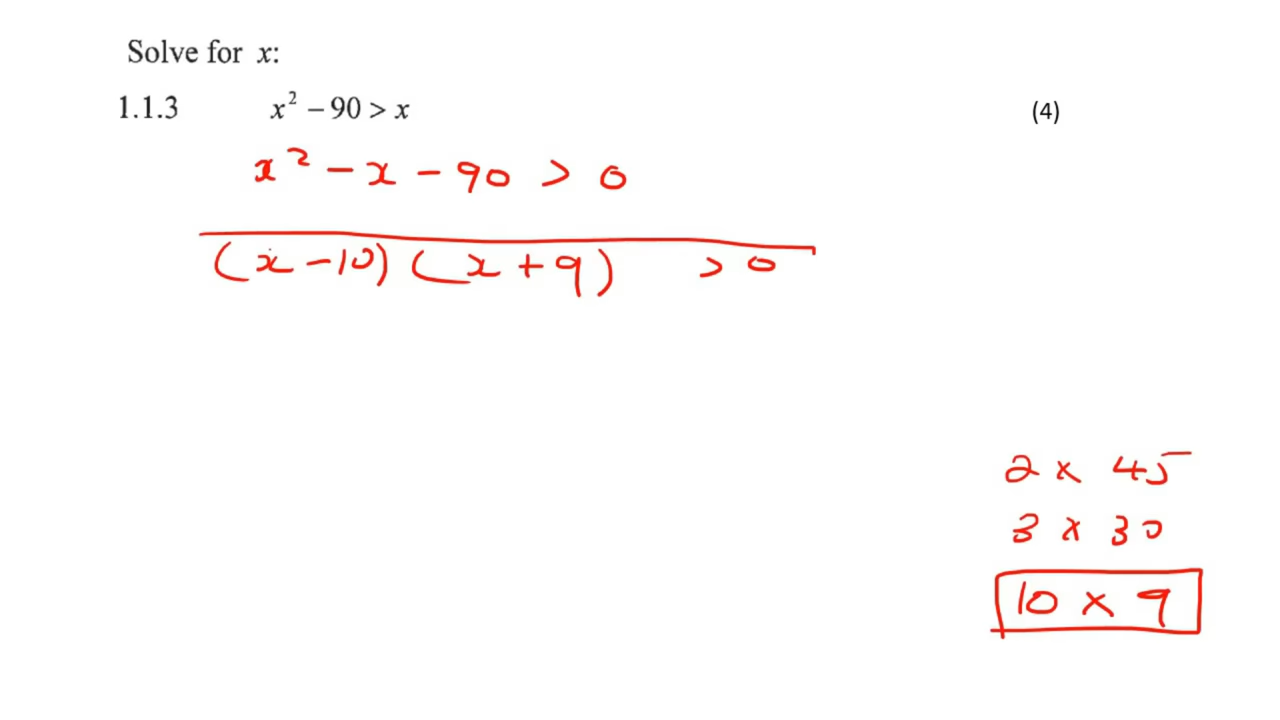 Solve for x:
1.1.3 x² – 90 > x (4)
x² – x – 90 > 0
(x – 10) (x + 9) > 0
2 x 45
3 x 30
10 x 9